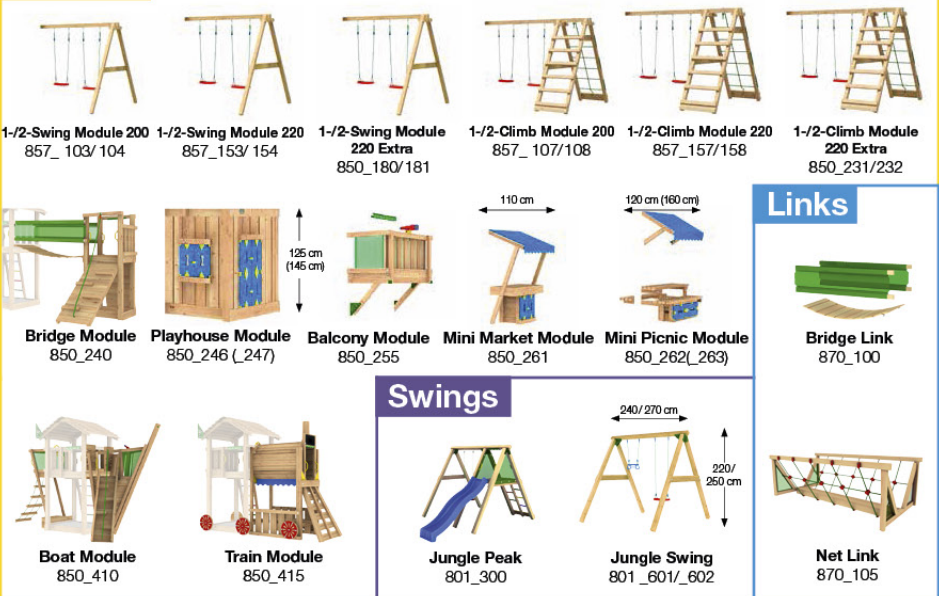 1-/2-Swing Module 200
857_ 103/ 104
1-/2-Swing Module 220
857_153/ 154
1-/2-Swing Module
220 Extra
850_180/181
1-/2-Climb Module 200
857_ 107/108
1-/2-Climb Module 220
857_157/158
1-/2-Climb Module
220 Extra
850_231/232
Bridge Module
850_240
125 cm
(145 cm)
Playhouse Module
850_246 (_247)
Balcony Module
850_255
110 cm
Mini Market Module
850_261
120 cm (160 cm)
Mini Picnic Module
850_262(_263)
Links
Bridge Link
870_100
Boat Module
850_410
Train Module
850_415
Swings
Jungle Peak
801_300
240/ 270 cm
220/
250 cm
Jungle Swing
801 _601/_602
Net Link
870_105